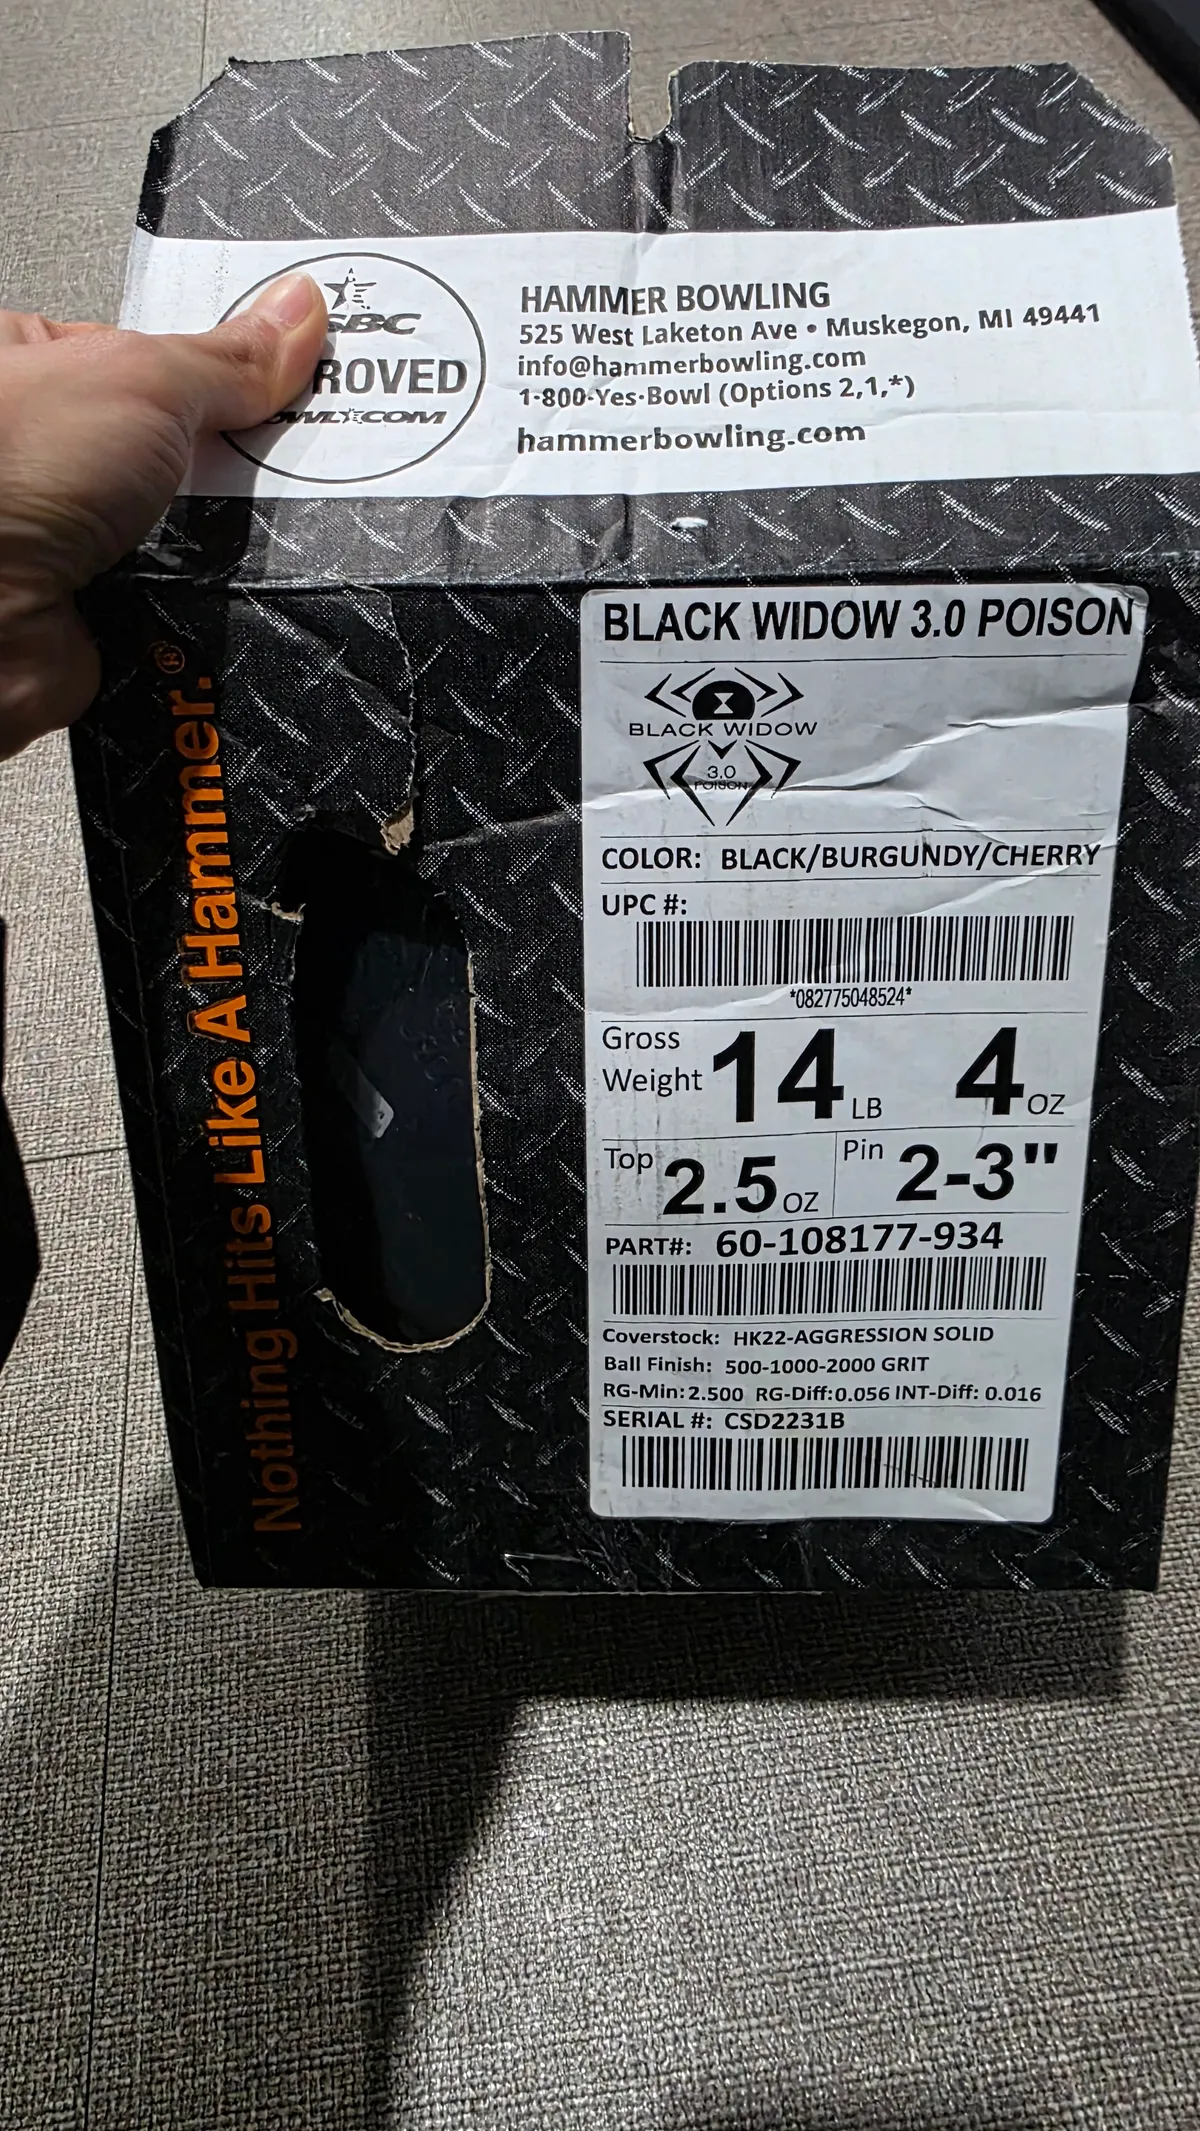 SBC
ROVED
OWL★COM
HAMMER BOWLING
525 West Laketon Ave • Muskegon, MI 49441
info@hammerbowling.com
1-800-Yes-Bowl (Options 2,1,*)
hammerbowling.com
Nothing Hits Like A Hammer.®
BLACK WIDOW 3.0 POISON
BLACK WIDOW
3.0
POISON
COLOR: BLACK/BURGUNDY/CHERRY
UPC #:
*082775048524*
Gross Weight 14 LB 4 OZ
Top 2.5 OZ Pin 2-3"
PART#: 60-108177-934
Coverstock: HK22-AGGRESSION SOLID
Ball Finish: 500-1000-2000 GRIT
RG-Min: 2.500 RG-Diff:0.056 INT-Diff: 0.016
SERIAL #: CSD2231B